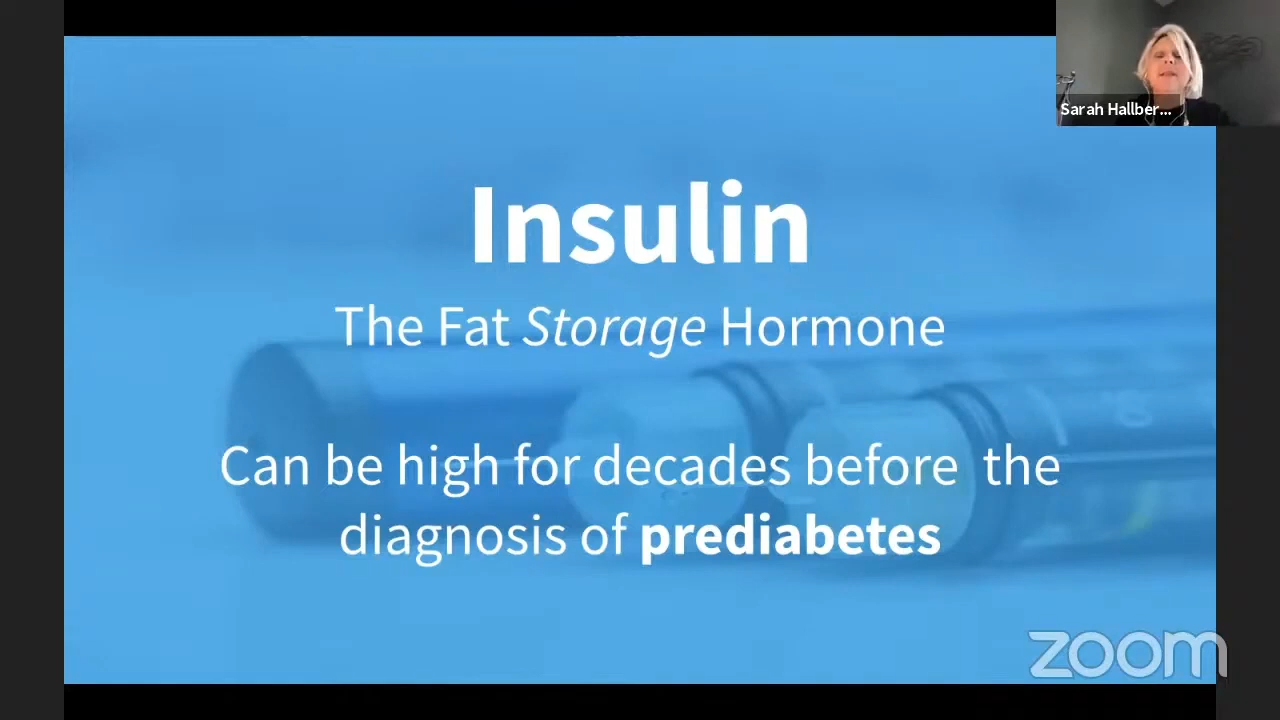 Sarah Hallber...
Insulin
The Fat Storage Hormone
Can be high for decades before the
diagnosis of prediabetes
zoom